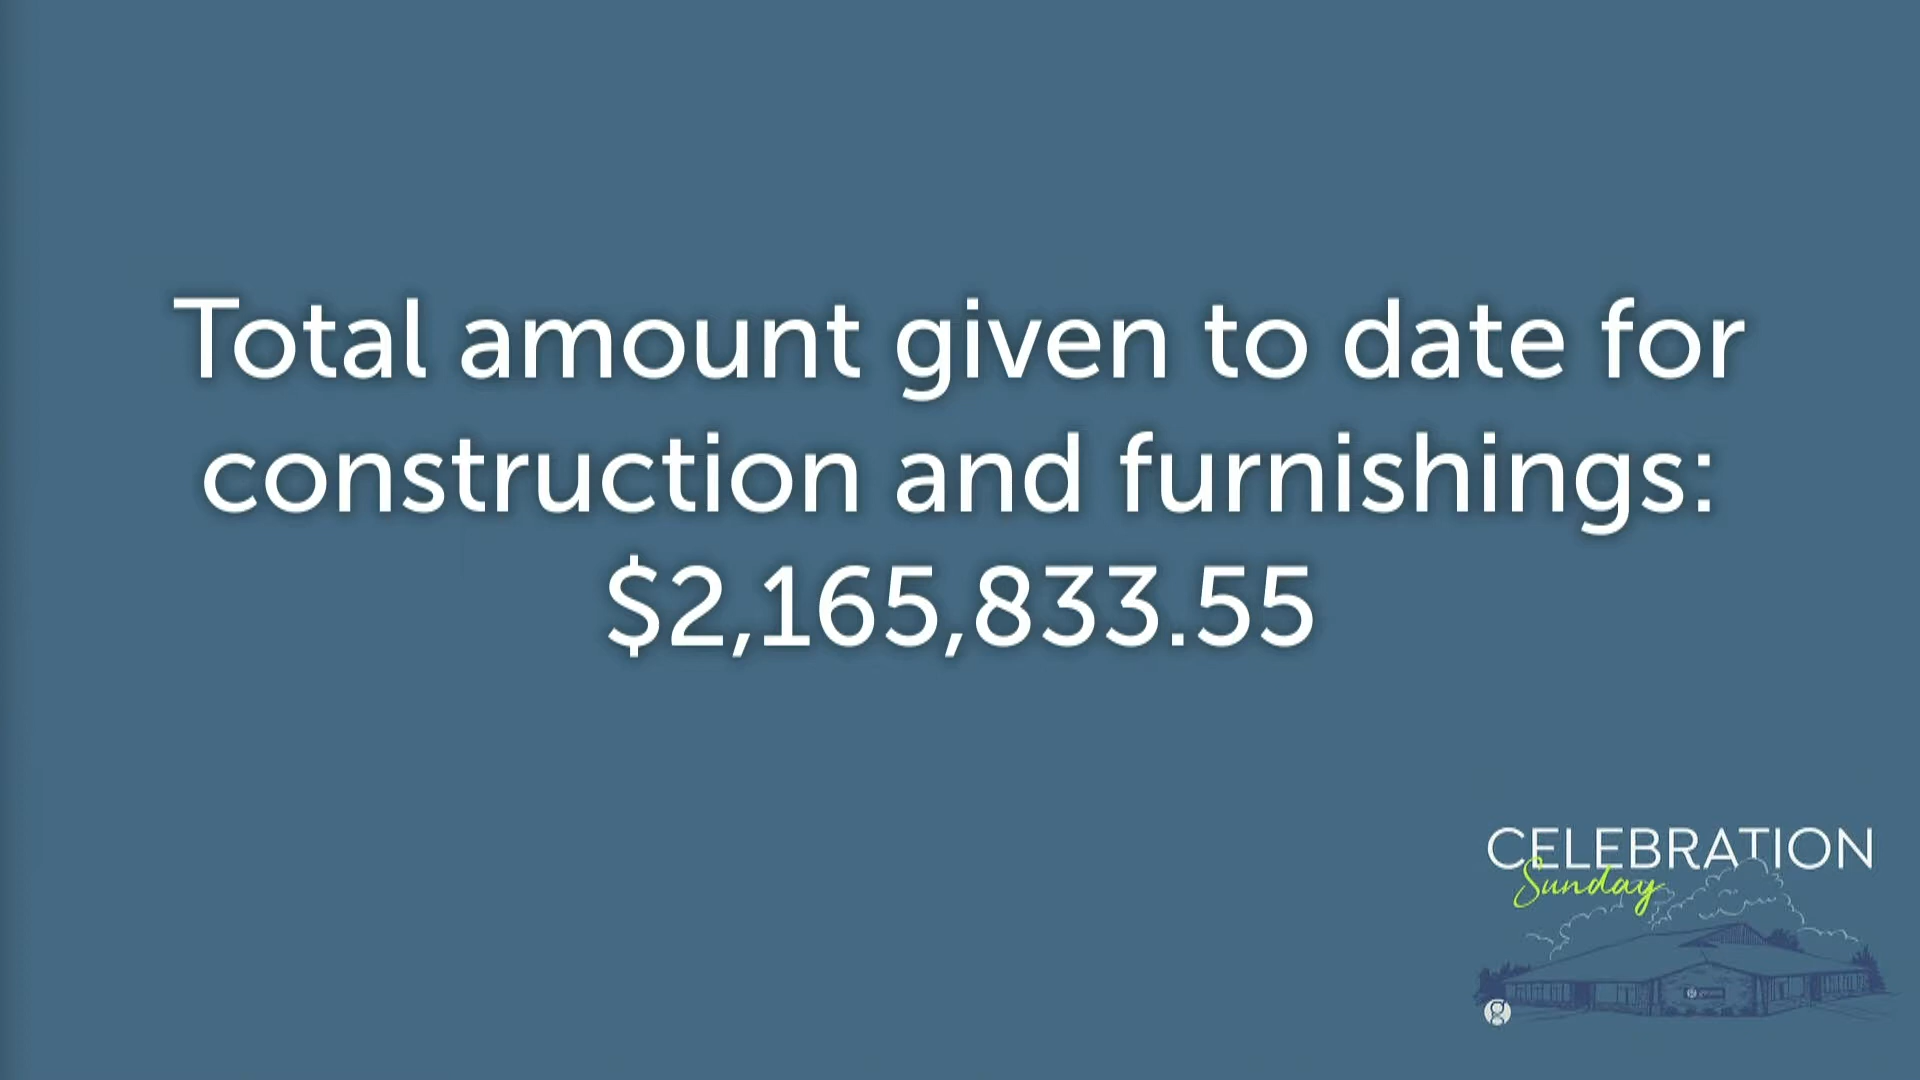 Total amount given to date for
construction and furnishings:
$2,165,833.55
CELEBRATION
Sunday